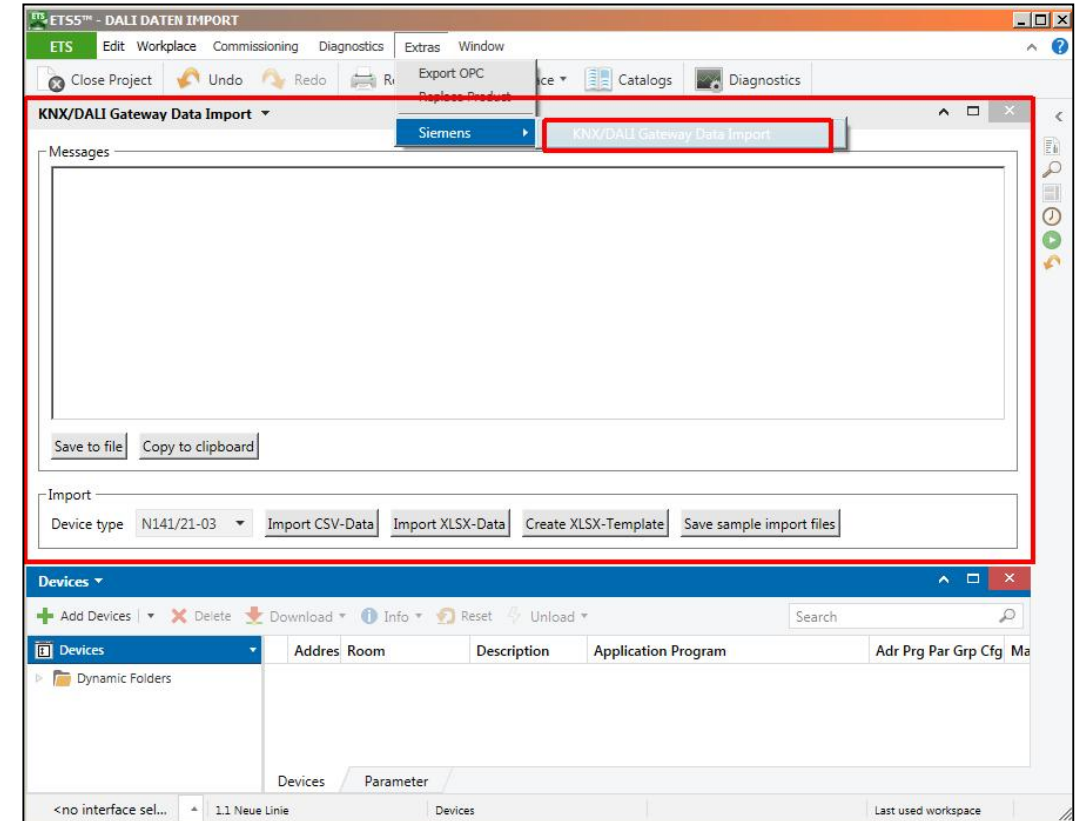 ETS5™ - DALI DATEN IMPORT
ETS Edit Workplace Commissioning Diagnostics Extras Window
Close Project Undo Redo Catalogs Diagnostics
Export OPC
Replace Product
KNX/DALI Gateway Data Import
Siemens KNX/DALI Gateway Data Import
Messages
Save to file Copy to clipboard
Import
Device type N141/21-03 Import CSV-Data Import XLSX-Data Create XLSX-Template Save sample import files
Devices
Add Devices Delete Download Info Reset Unload Search
Devices Addres Room Description Application Program Adr Prg Par Grp Cfg Ma
Dynamic Folders
Devices Parameter
<no interface sel... 1.1 Neue Linie Devices Last used workspace